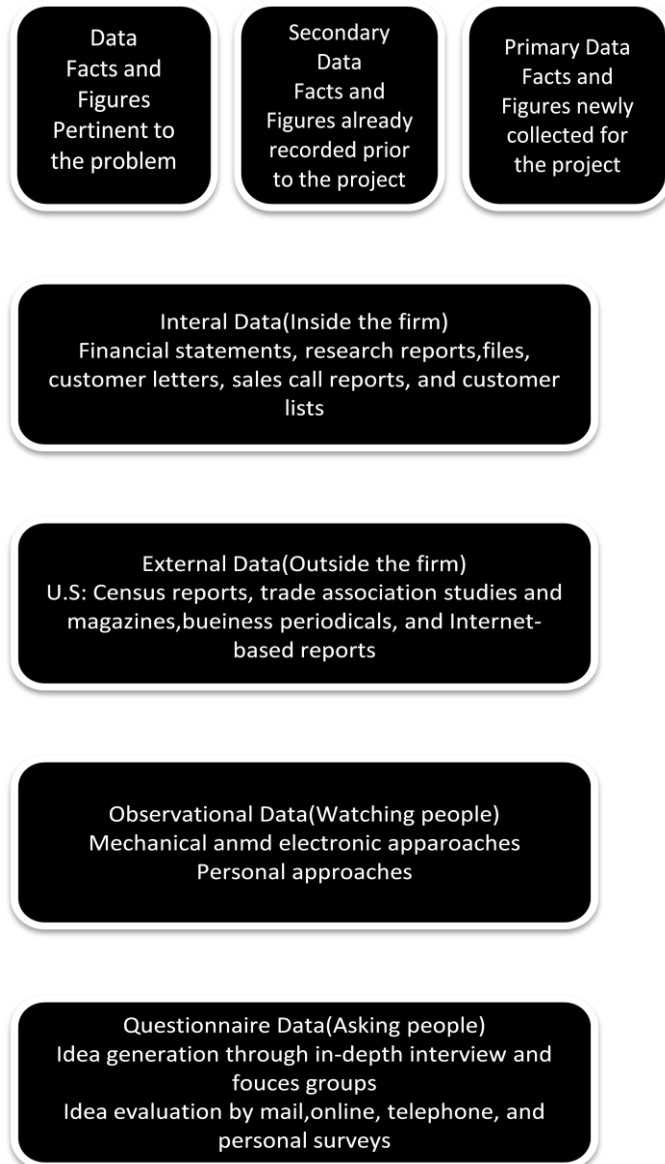 Data
Facts and
Figures
Pertinent to
the problem
Secondary
Data
Facts and
Figures already
recorded prior
to the project
Primary Data
Facts and
Figures newly
collected for
the project
Interal Data(Inside the firm)
Financial statements, research reports,files,
customer letters, sales call reports, and customer
lists
External Data(Outside the firm)
U.S: Census reports, trade association studies and
magazines,bueiness periodicals, and Internet-
based reports
Observational Data(Watching people)
Mechanical anmd electronic apparoaches
Personal approaches
Questionnaire Data(Asking people)
Idea generation through in-depth interview and
fouces groups
Idea evaluation by mail,online, telephone, and
personal surveys